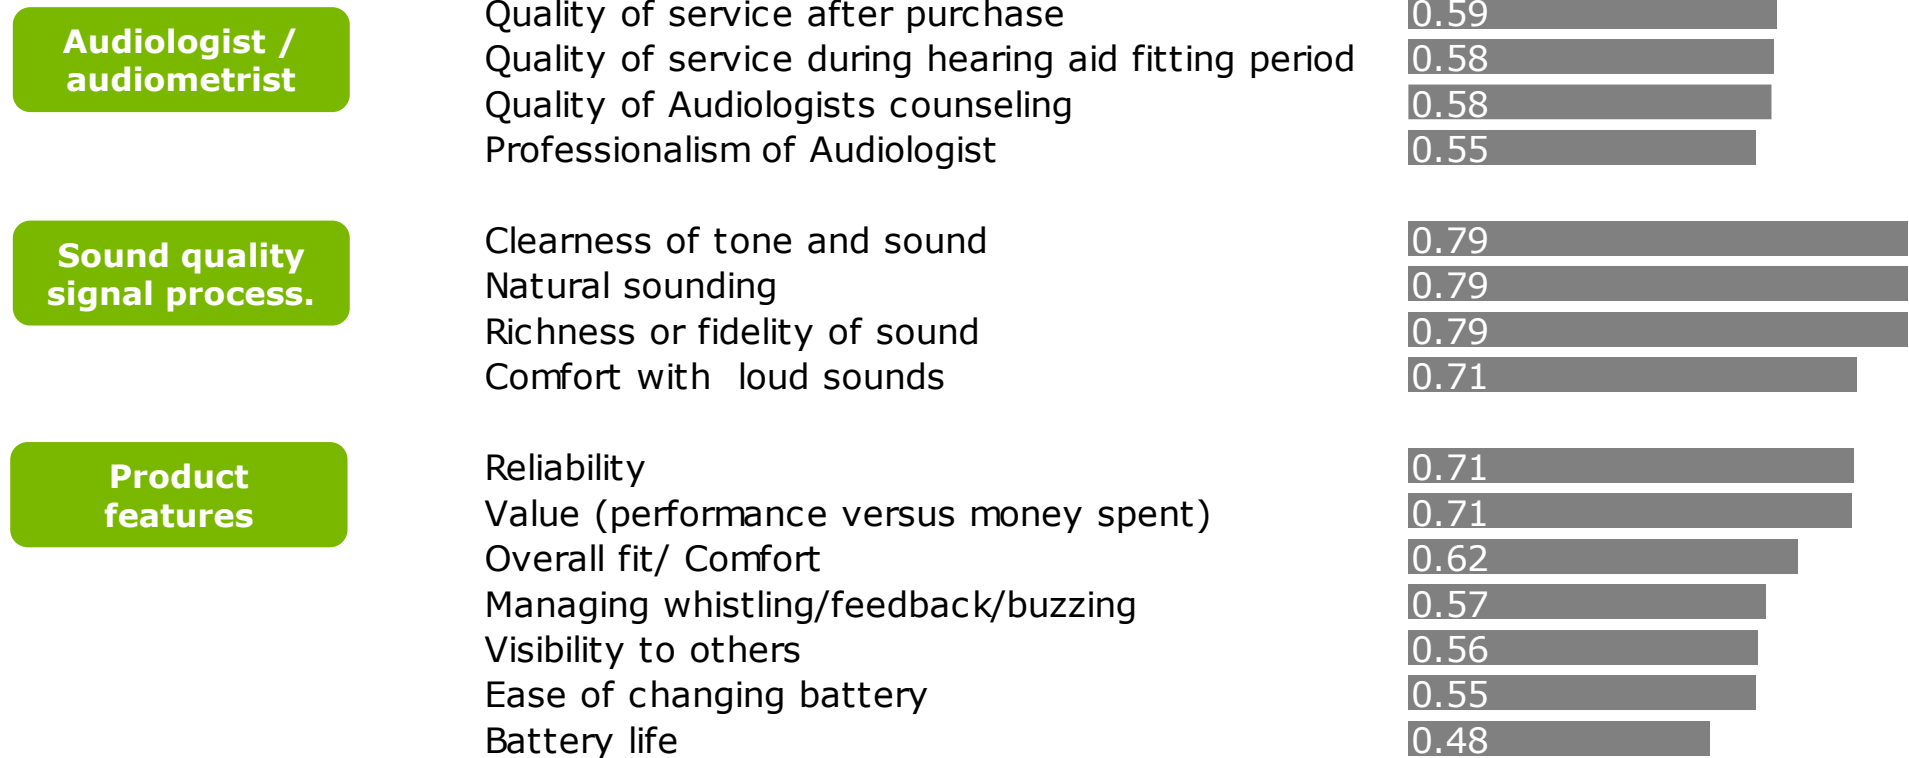 Audiologist /
audiometrist
Quality of service after purchase 0.59
Quality of service during hearing aid fitting period 0.58
Quality of Audiologists counseling 0.58
Professionalism of Audiologist 0.55
Sound quality
signal process.
Clearness of tone and sound 0.79
Natural sounding 0.79
Richness or fidelity of sound 0.79
Comfort with loud sounds 0.71
Product
features
Reliability 0.71
Value (performance versus money spent) 0.71
Overall fit/ Comfort 0.62
Managing whistling/feedback/buzzing 0.57
Visibility to others 0.56
Ease of changing battery 0.55
Battery life 0.48